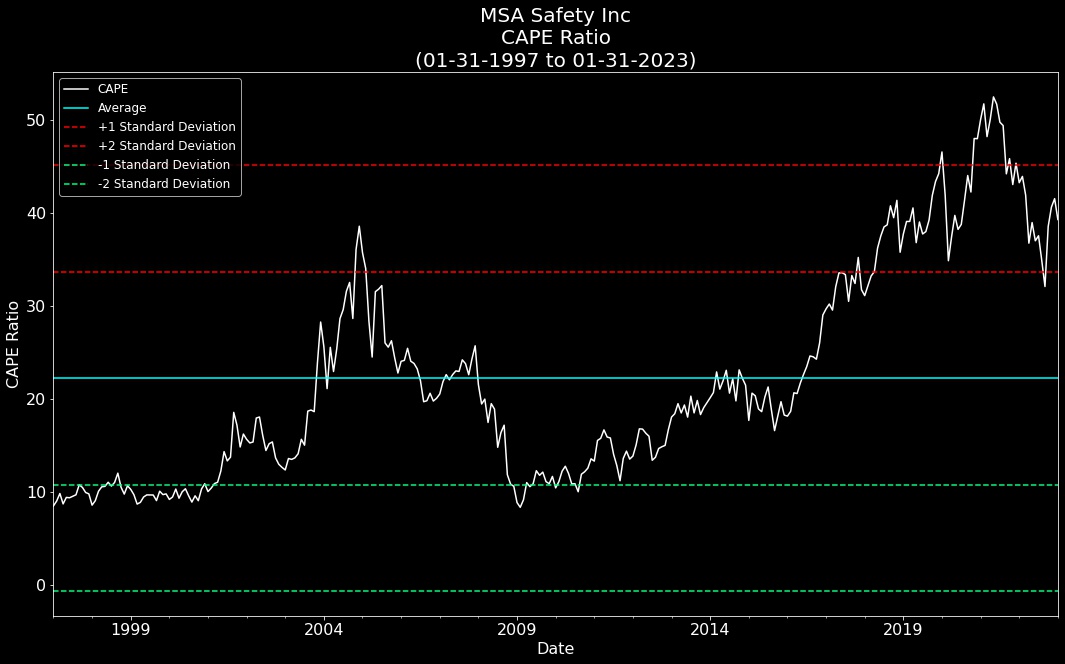 MSA Safety Inc
CAPE Ratio
(01-31-1997 to 01-31-2023)
CAPE
Average
+1 Standard Deviation
+2 Standard Deviation
-1 Standard Deviation
-2 Standard Deviation
CAPE Ratio
50
40
30
20
10
0
1999
2004
2009
2014
2019
Date